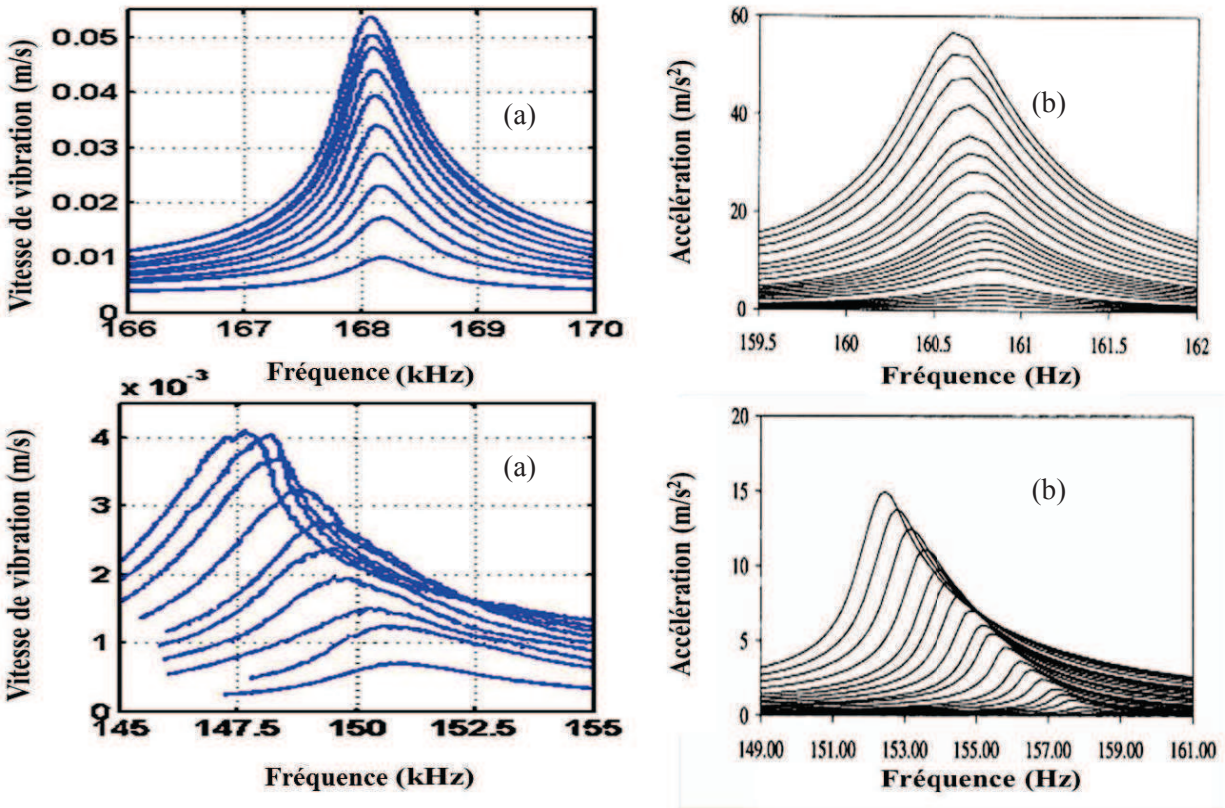 Vitesse de vibration (m/s)
0.05
0.04
0.03
0.02
0.01
0
(a)
166 167 168 169 170
Fréquence (kHz)
Accélération (m/s²)
60
40
20
0
(b)
159.5 160 160.5 161 161.5 162
Fréquence (Hz)
x 10⁻³
Vitesse de vibration (m/s)
4
3
2
1
0
(a)
145 147.5 150 152.5 155
Fréquence (kHz)
Accélération (m/s²)
20
15
10
5
0
(b)
149.00 151.00 153.00 155.00 157.00 159.00 161.00
Fréquence (Hz)